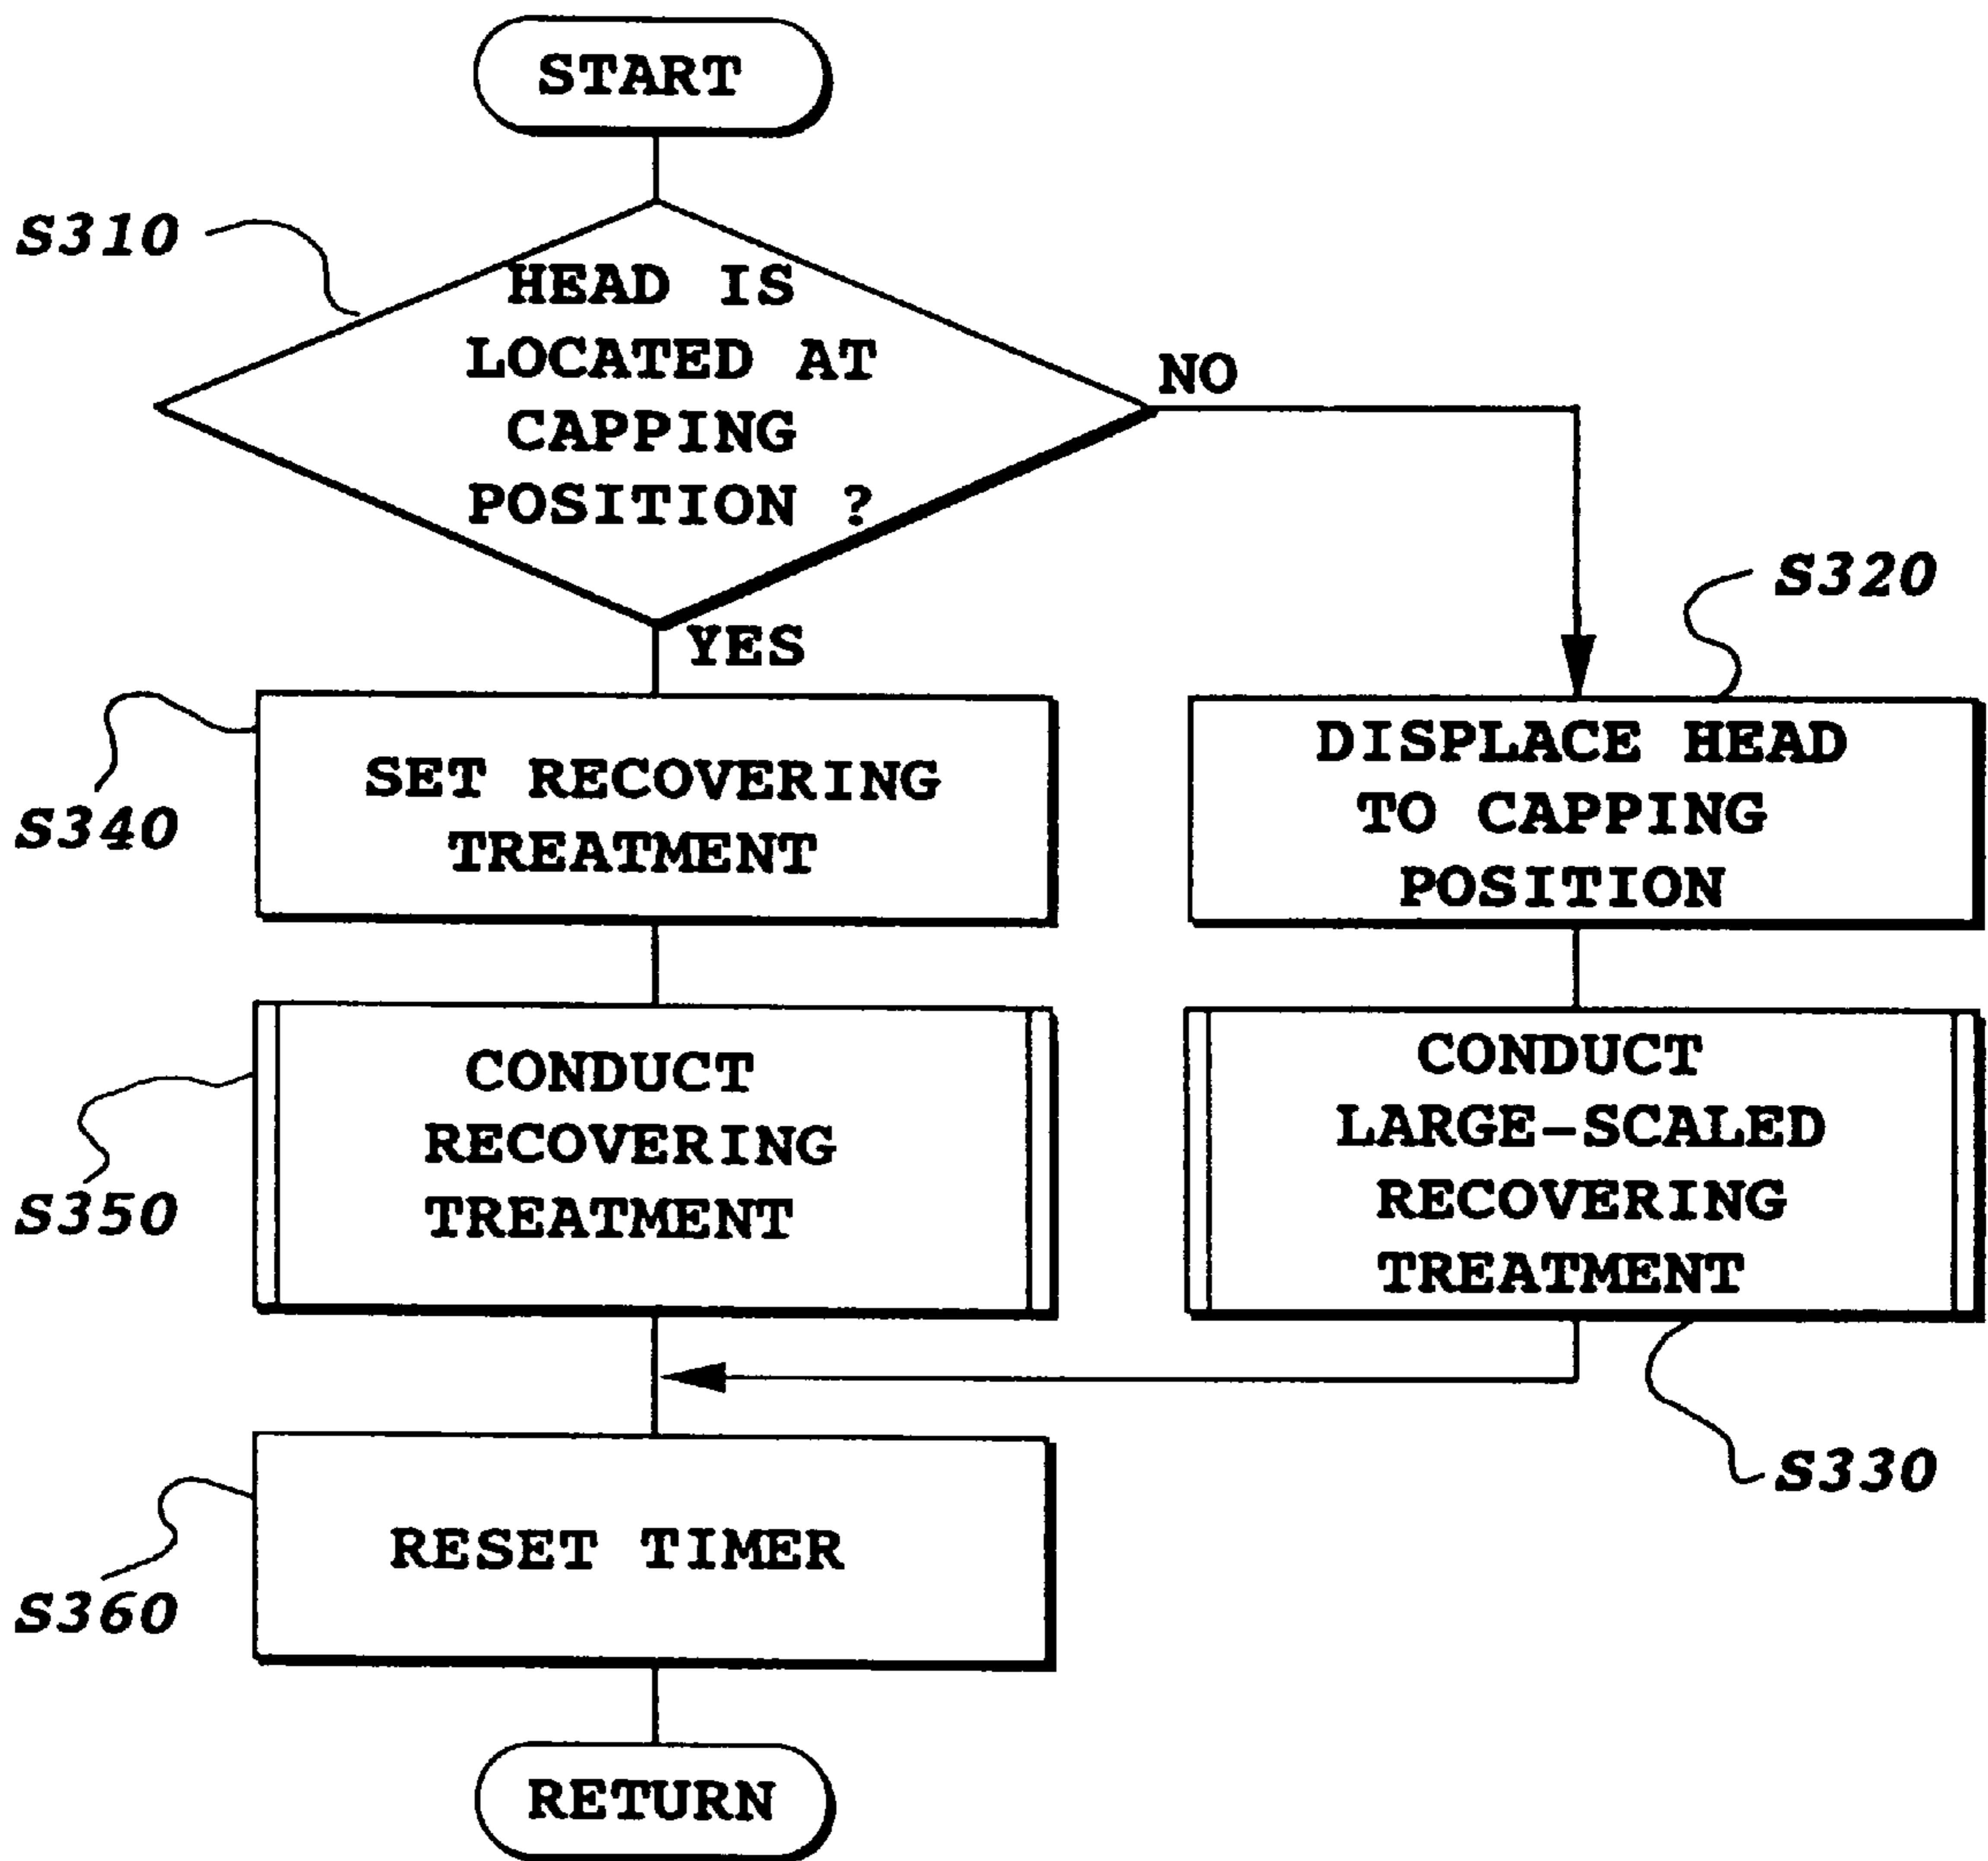 START
S310
HEAD IS
LOCATED AT
CAPPING
POSITION ?
NO
YES
S320
DISPLACE HEAD
TO CAPPING
POSITION
S340
SET RECOVERING
TREATMENT
S350
CONDUCT
RECOVERING
TREATMENT
CONDUCT
LARGE-SCALED
RECOVERING
TREATMENT
S330
S360
RESET TIMER
RETURN